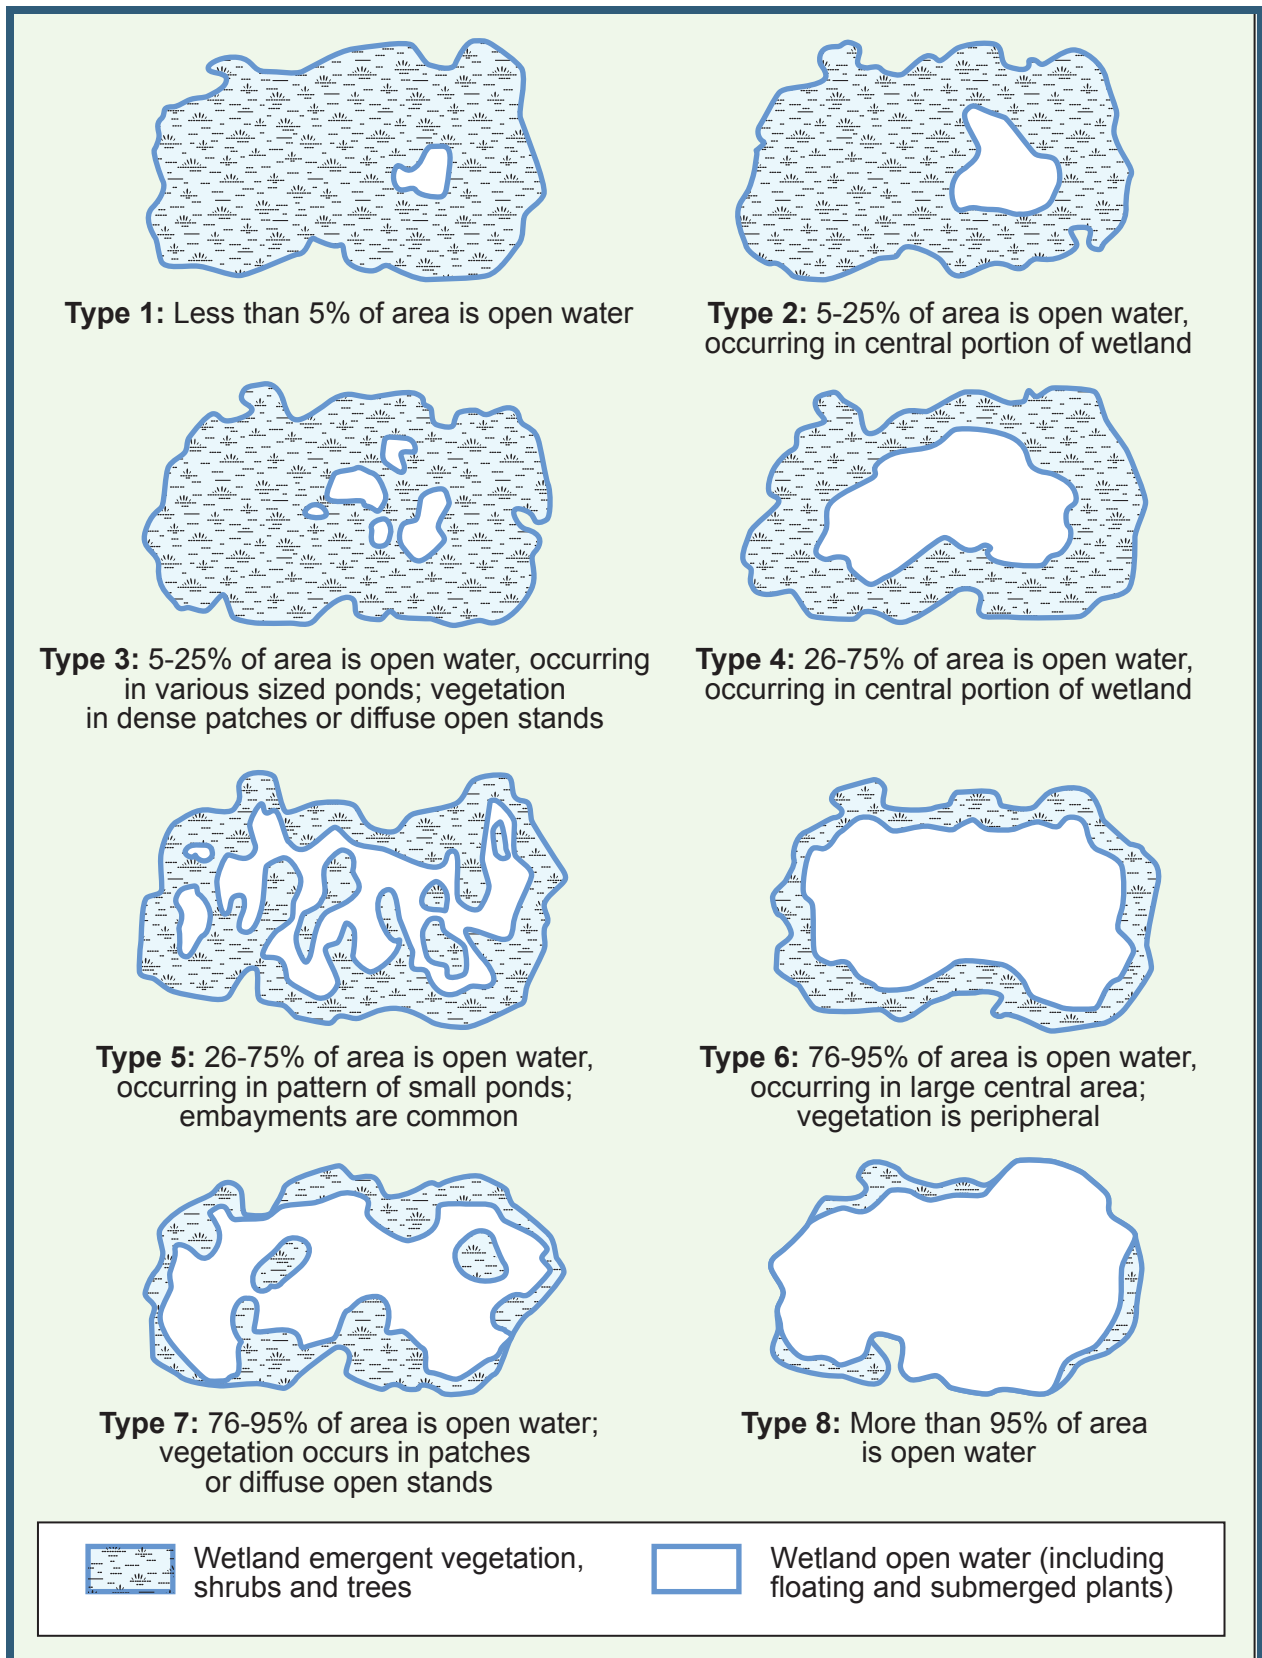 Type 1: Less than 5% of area is open water
Type 2: 5-25% of area is open water,
occurring in central portion of wetland
Type 3: 5-25% of area is open water, occurring
in various sized ponds; vegetation
in dense patches or diffuse open stands
Type 4: 26-75% of area is open water,
occurring in central portion of wetland
Type 5: 26-75% of area is open water,
occurring in pattern of small ponds;
embayments are common
Type 6: 76-95% of area is open water,
occurring in large central area;
vegetation is peripheral
Type 7: 76-95% of area is open water;
vegetation occurs in patches
or diffuse open stands
Type 8: More than 95% of area
is open water
Wetland emergent vegetation,
shrubs and trees
Wetland open water (including
floating and submerged plants)